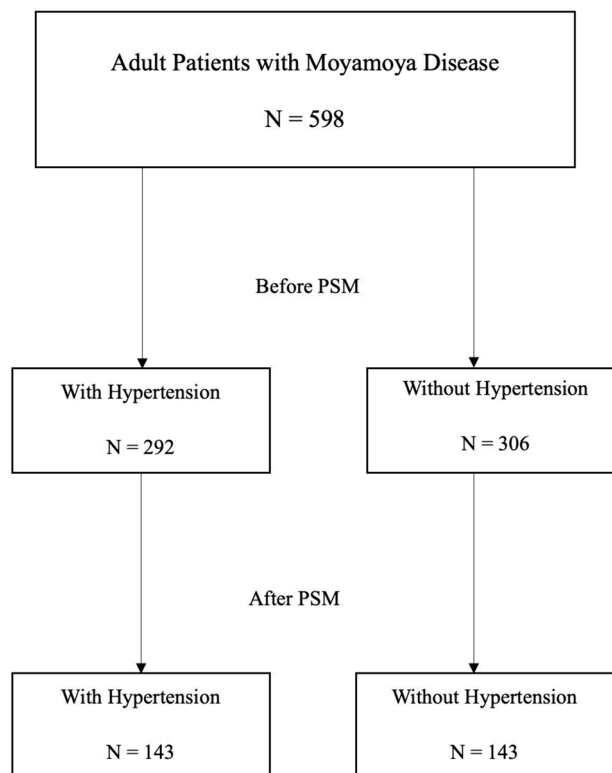 Adult Patients with Moyamoya Disease
N = 598
Before PSM
With Hypertension
N = 292
Without Hypertension
N = 306
After PSM
With Hypertension
N = 143
Without Hypertension
N = 143